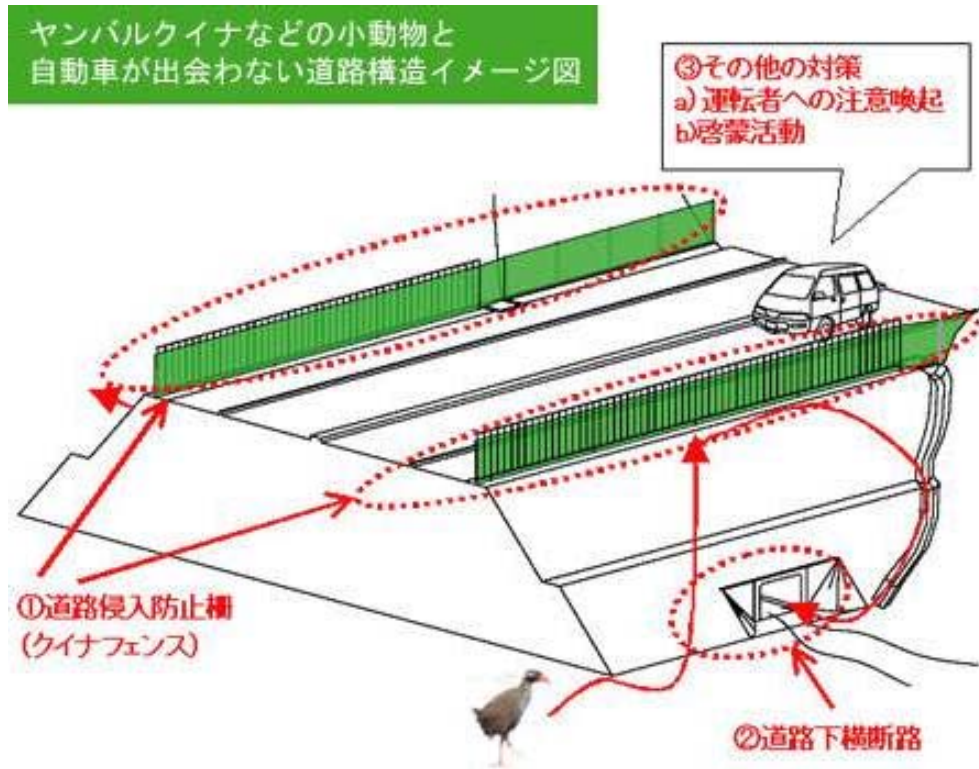 ヤンバルクイナなどの小動物と
自動車が出会わない道路構造イメージ図
③その他の対策
a)運転者への注意喚起
b)啓蒙活動
①道路侵入防止柵
(クイナフェンス)
②道路下横断路